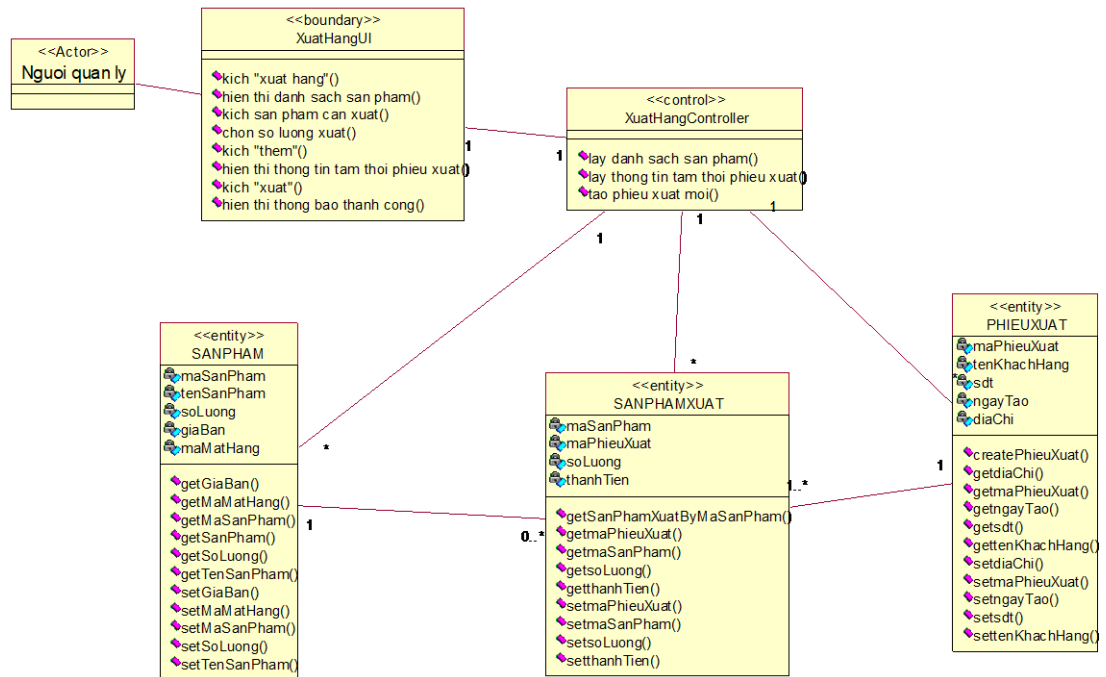 <<Actor>>
Nguoi quan ly
<<boundary>>
XuatHangUI
kich "xuat hang"()
hien thi danh sach san pham()
kich san pham can xuat()
chon so luong xuat()
kich "them"()
hien thi thong tin tam thoi phieu xuat()
kich "xuat"()
hien thi thong bao thanh cong()
1
1
<<control>>
XuatHangController
lay danh sach san pham()
lay thong tin tam thoi phieu xuat()
tao phieu xuat moi()
1
1
1
<<entity>>
SANPHAM
maSanPham
tenSanPham
soLuong
giaBan
maMatHang
getGiaBan()
getMaMatHang()
getMaSanPham()
getSanPham()
getSoLuong()
getTenSanPham()
setGiaBan()
setMaMatHang()
setMaSanPham()
setSoLuong()
setTenSanPham()
*
1
0..*
*
<<entity>>
SANPHAMXUAT
maSanPham
maPhieuXuat
soLuong
thanhTien
getSanPhamXuatByMaSanPham()
getmaPhieuXuat()
getmaSanPham()
getsoLuong()
getthanhTien()
setmaPhieuXuat()
setmaSanPham()
setsoLuong()
setthanhTien()
1..*
1
*
<<entity>>
PHIEUXUAT
maPhieuXuat
tenKhachHang
sdt
ngayTao
diaChi
createPhieuXuat()
getdiaChi()
getmaPhieuXuat()
getngayTao()
getsdt()
gettenKhachHang()
setdiaChi()
setmaPhieuXuat()
setngayTao()
setsdt()
settenKhachHang()